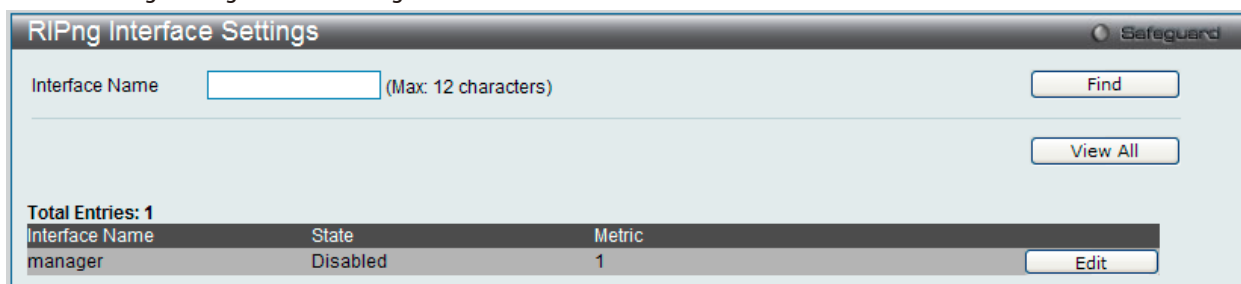 RIPng Interface Settings
Safeguard
Interface Name (Max: 12 characters) Find
View All
Total Entries: 1
Interface Name State Metric
manager Disabled 1 Edit